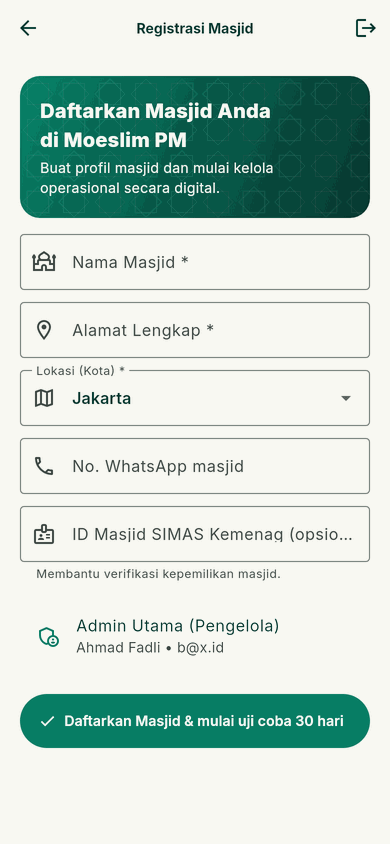 Registrasi Masjid
Daftarkan Masjid Anda
di Moeslim PM
Buat profil masjid dan mulai kelola
operasional secara digital.
Nama Masjid *
Alamat Lengkap *
Lokasi (Kota) *
Jakarta
No. WhatsApp masjid
ID Masjid SIMAS Kemenag (opsio...
Membantu verifikasi kepemilikan masjid.
Admin Utama (Pengelola)
Ahmad Fadli • b@x.id
Daftarkan Masjid & mulai uji coba 30 hari